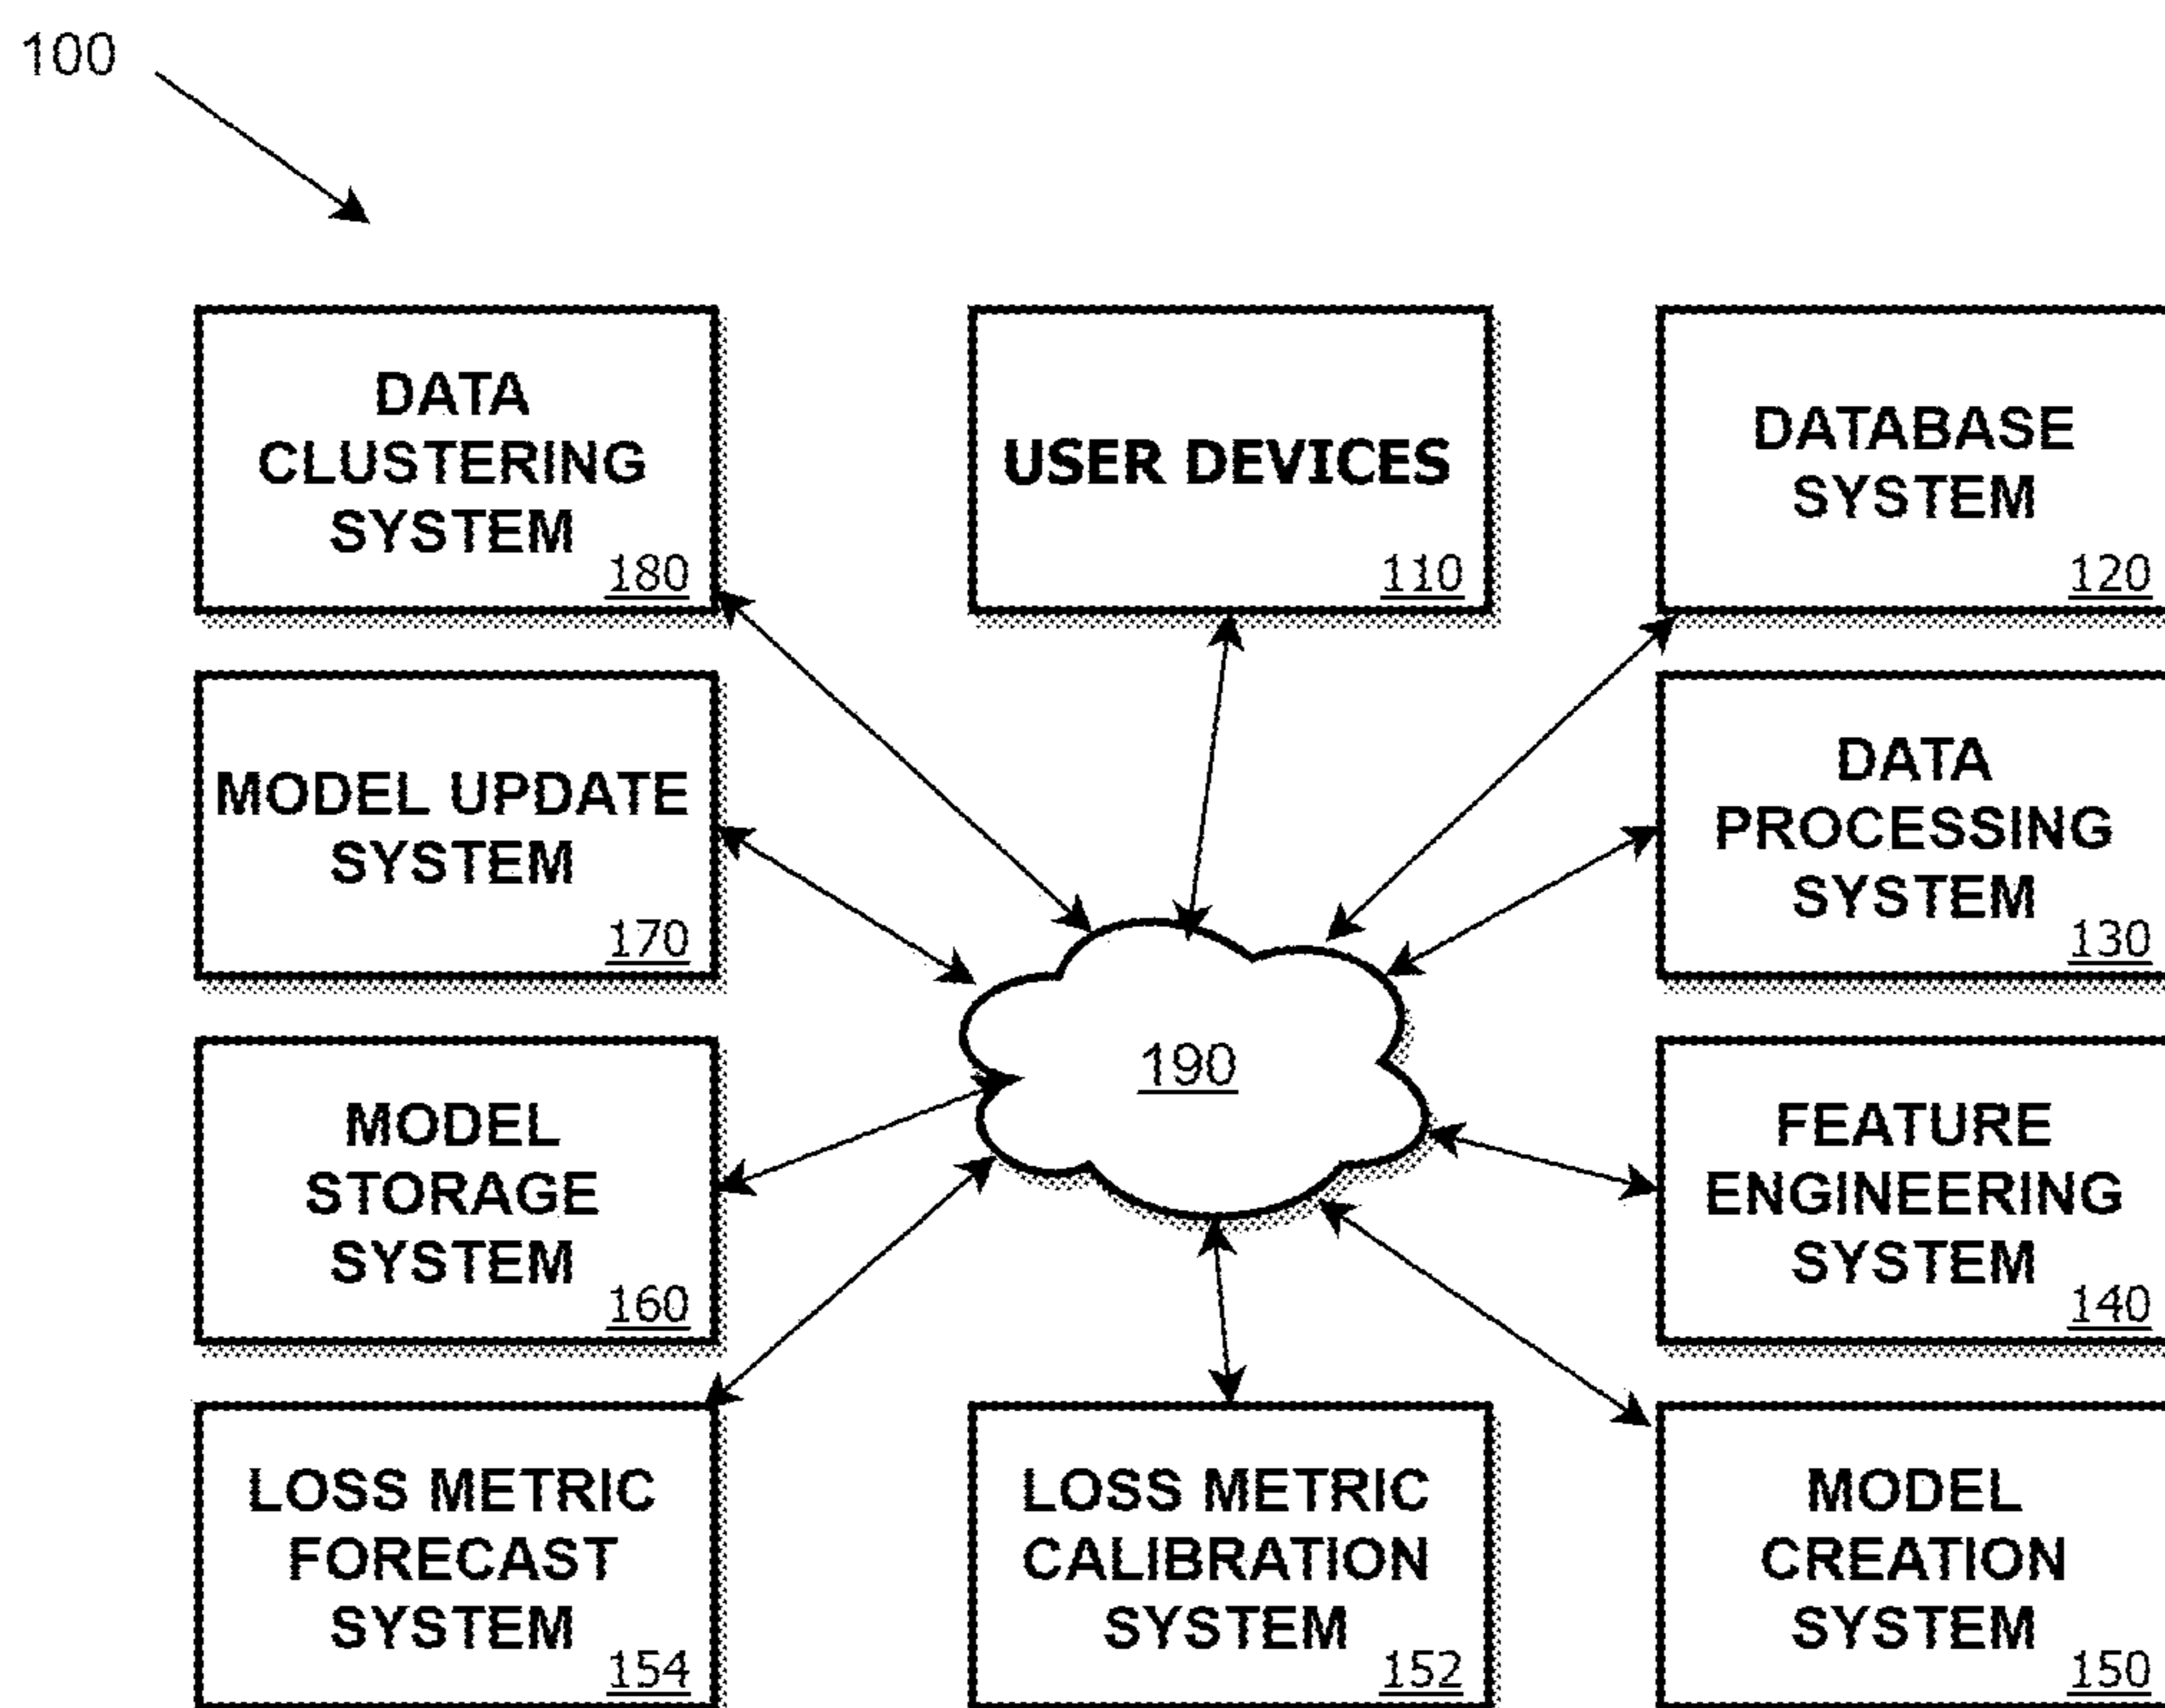 100
DATA
CLUSTERING
SYSTEM
180
USER DEVICES
110
DATABASE
SYSTEM
120
MODEL UPDATE
SYSTEM
170
DATA
PROCESSING
SYSTEM
130
190
MODEL
STORAGE
SYSTEM
160
FEATURE
ENGINEERING
SYSTEM
140
LOSS METRIC
FORECAST
SYSTEM
154
LOSS METRIC
CALIBRATION
SYSTEM
152
MODEL
CREATION
SYSTEM
150